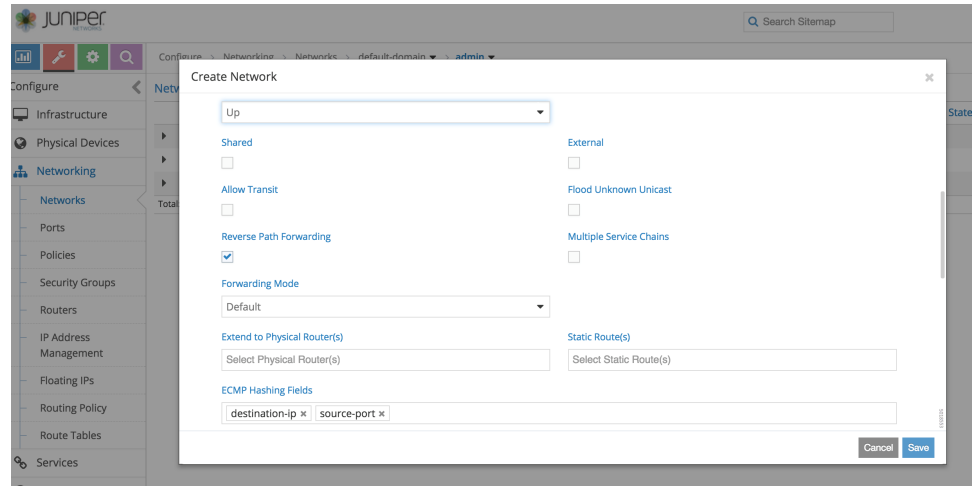 JUNIPER
NETWORKS
Search Sitemap
Configure > Networking > Networks > default-domain > admin
Configure
Infrastructure
Physical Devices
Networking
Networks
Ports
Policies
Security Groups
Routers
IP Address
Management
Floating IPs
Routing Policy
Route Tables
Services
State
Total
Create Network
Up
Shared
External
Allow Transit
Flood Unknown Unicast
Reverse Path Forwarding
Multiple Service Chains
Forwarding Mode
Default
Extend to Physical Router(s)
Static Route(s)
Select Physical Router(s)
Select Static Route(s)
ECMP Hashing Fields
destination-ip × source-port ×
Cancel Save